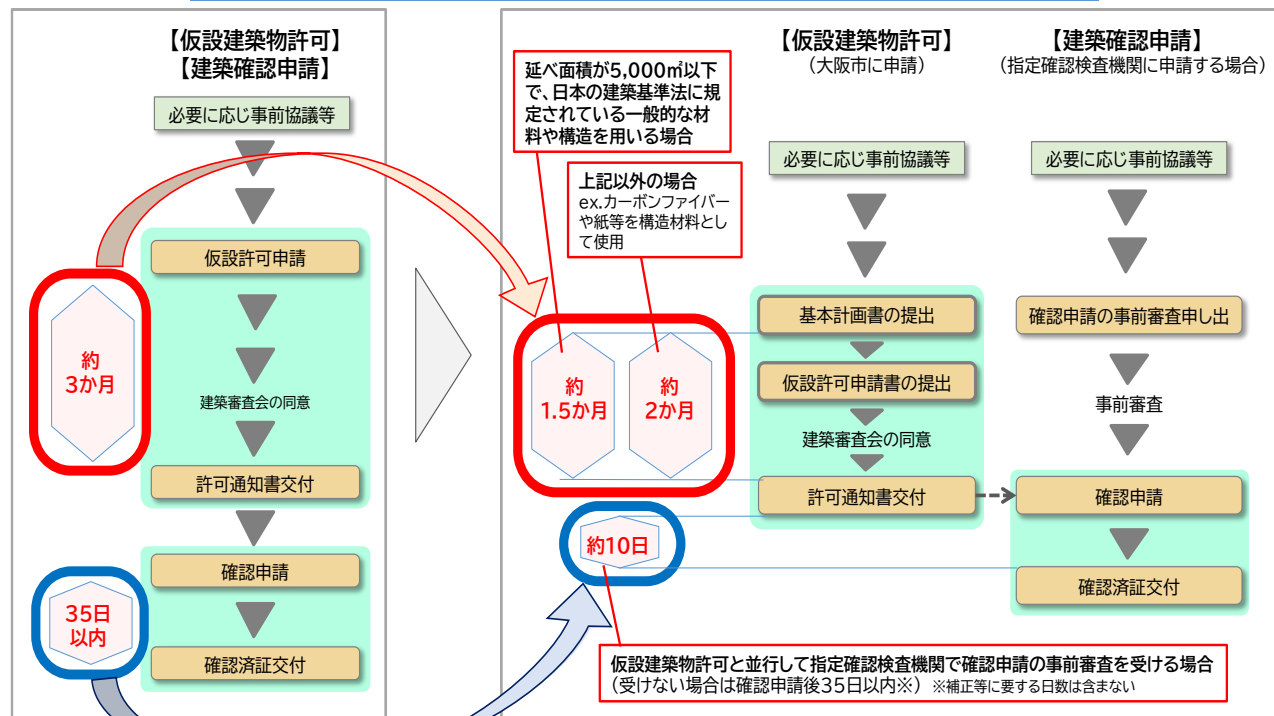 【仮設建築物許可】
【建築確認申請】
必要に応じ事前協議等
仮設許可申請
約
3か月
建築審査会の同意
許可通知書交付
確認申請
35日
以内
確認済証交付
延べ面積が5,000㎡以下
で、日本の建築基準法に規
定されている一般的な材
料や構造を用いる場合
上記以外の場合
ex.カーボンファイバー
や紙等を構造材料とし
て使用
約
1.5か月
約
2か月
約10日
【仮設建築物許可】
(大阪市に申請)
必要に応じ事前協議等
基本計画書の提出
仮設許可申請書の提出
建築審査会の同意
許可通知書交付
【建築確認申請】
(指定確認検査機関に申請する場合)
必要に応じ事前協議等
確認申請の事前審査申し出
事前審査
確認申請
確認済証交付
仮設建築物許可と並行して指定確認検査機関で確認申請の事前審査を受ける場合
(受けない場合は確認申請後35日以内※) ※補正等に要する日数は含まない